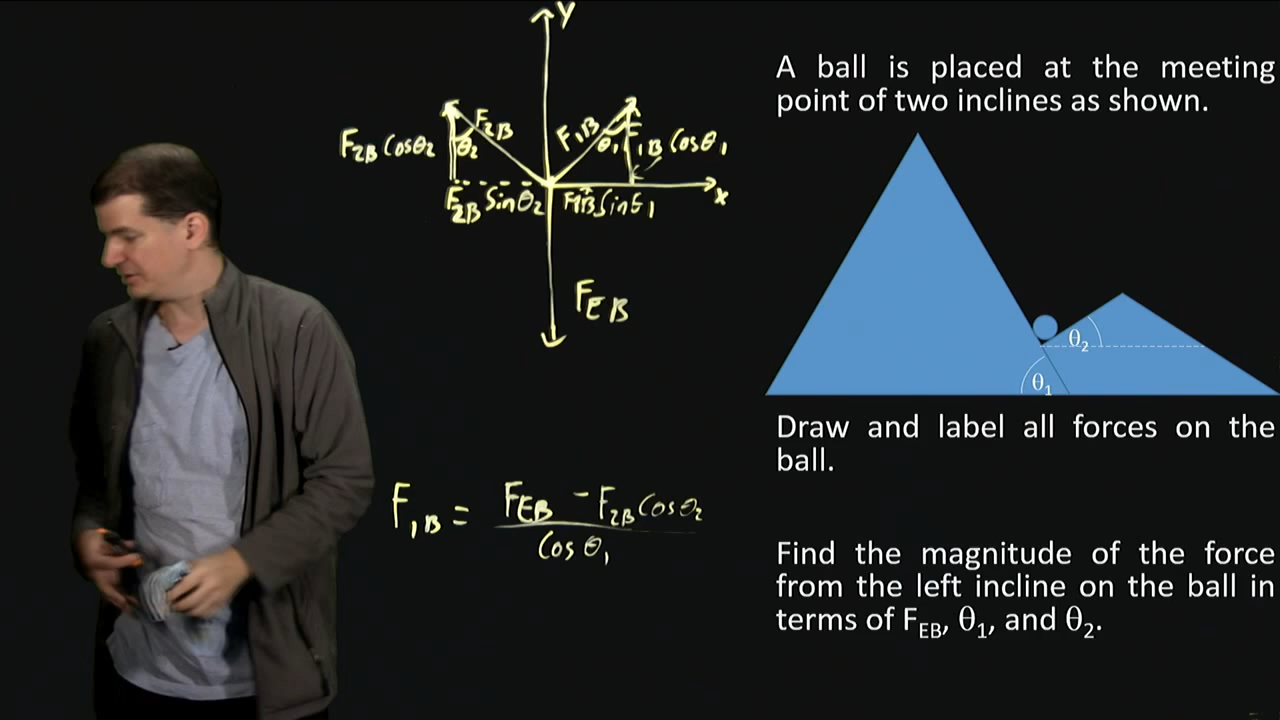 Y
F2B Cosθ2
θ2
F2B
F1B
θ1
F1B Cosθ1
F2B Sinθ2
F1B Sinθ1
x
FEB
F1B = FEB - F2B Cosθ2
Cosθ1
A ball is placed at the meeting
point of two inclines as shown.
θ2
θ1
Draw and label all forces on the
ball.
Find the magnitude of the force
from the left incline on the ball in
terms of FEB, θ1, and θ2.